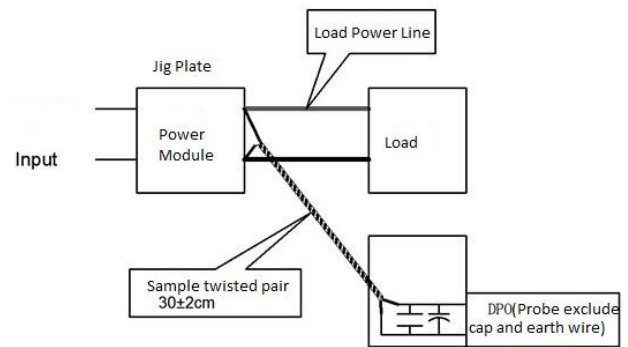 Load Power Line
Jig Plate
Power
Module
Load
Input
Sample twisted pair
30±2cm
DPO(Probe exclude
cap and earth wire)